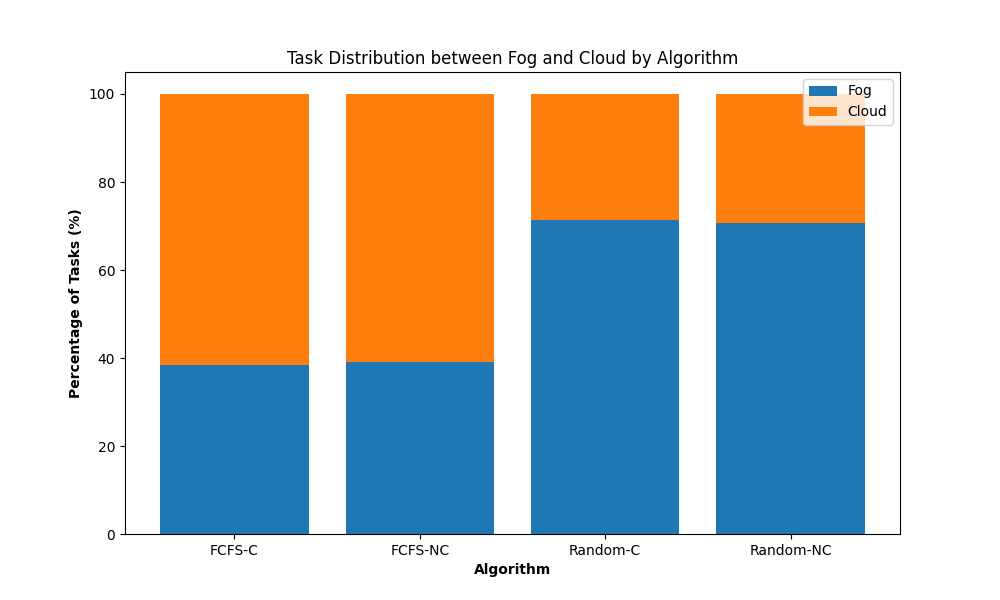 Task Distribution between Fog and Cloud by Algorithm
Fog
Cloud
Percentage of Tasks (%)
100
80
60
40
20
0
FCFS-C
FCFS-NC
Random-C
Random-NC
Algorithm